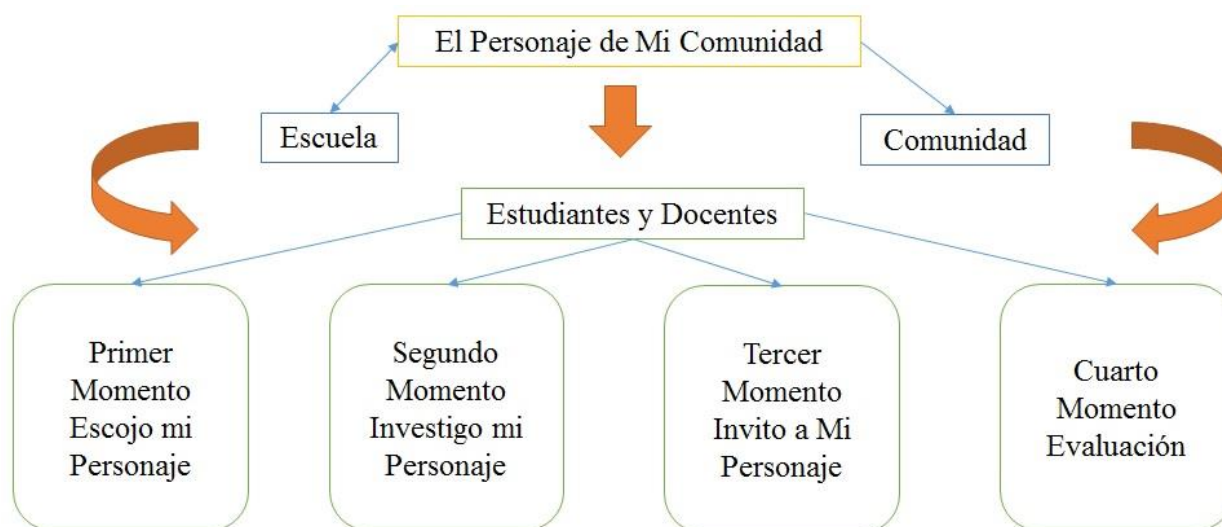 El Personaje de Mi Comunidad
Escuela
Comunidad
Estudiantes y Docentes
Primer
Momento
Escojo mi
Personaje
Segundo
Momento
Investigo mi
Personaje
Tercer
Momento
Invito a Mi
Personaje
Cuarto
Momento
Evaluación